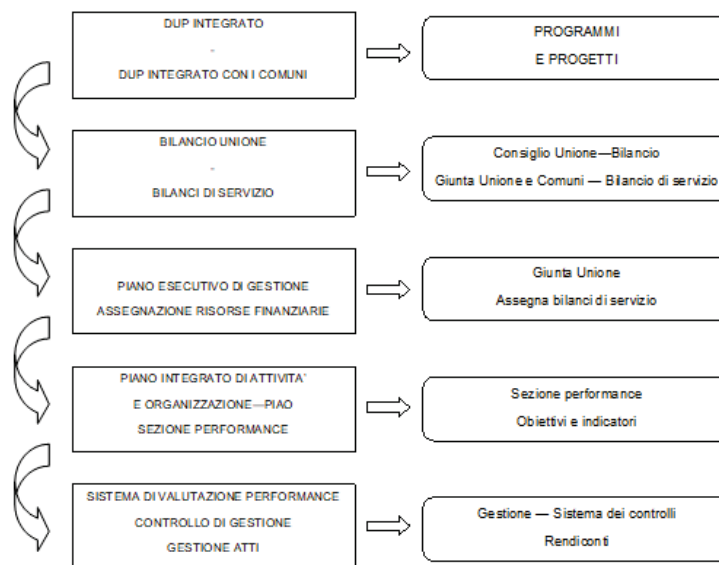 DUP INTEGRATO
-
DUP INTEGRATO CON I COMUNI
PROGRAMMI
E PROGETTI
BILANCIO UNIONE
-
BILANCI DI SERVIZIO
Consiglio Unione—Bilancio
Giunta Unione e Comuni — Bilancio di servizio
PIANO ESECUTIVO DI GESTIONE
ASSEGNAZIONE RISORSE FINANZIARIE
Giunta Unione
Assegna bilanci di servizio
PIANO INTEGRATO DI ATTIVITA'
E ORGANIZZAZIONE—PIAO
SEZIONE PERFORMANCE
Sezione performance
Obiettivi e indicatori
SISTEMA DI VALUTAZIONE PERFORMANCE
CONTROLLO DI GESTIONE
GESTIONE ATTI
Gestione — Sistema dei controlli
Rendiconti